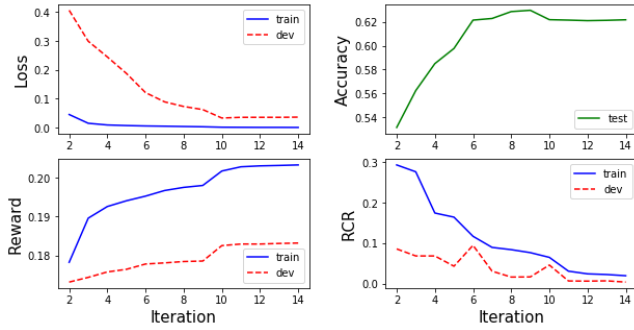 Loss
0.4
0.3
0.2
0.1
0.0
train
dev
2 4 6 8 10 12 14
Accuracy
0.62
0.60
0.58
0.56
0.54
test
2 4 6 8 10 12 14
Reward
0.20
0.19
0.18
train
dev
2 4 6 8 10 12 14
Iteration
RCR
0.3
0.2
0.1
0.0
train
dev
2 4 6 8 10 12 14
Iteration